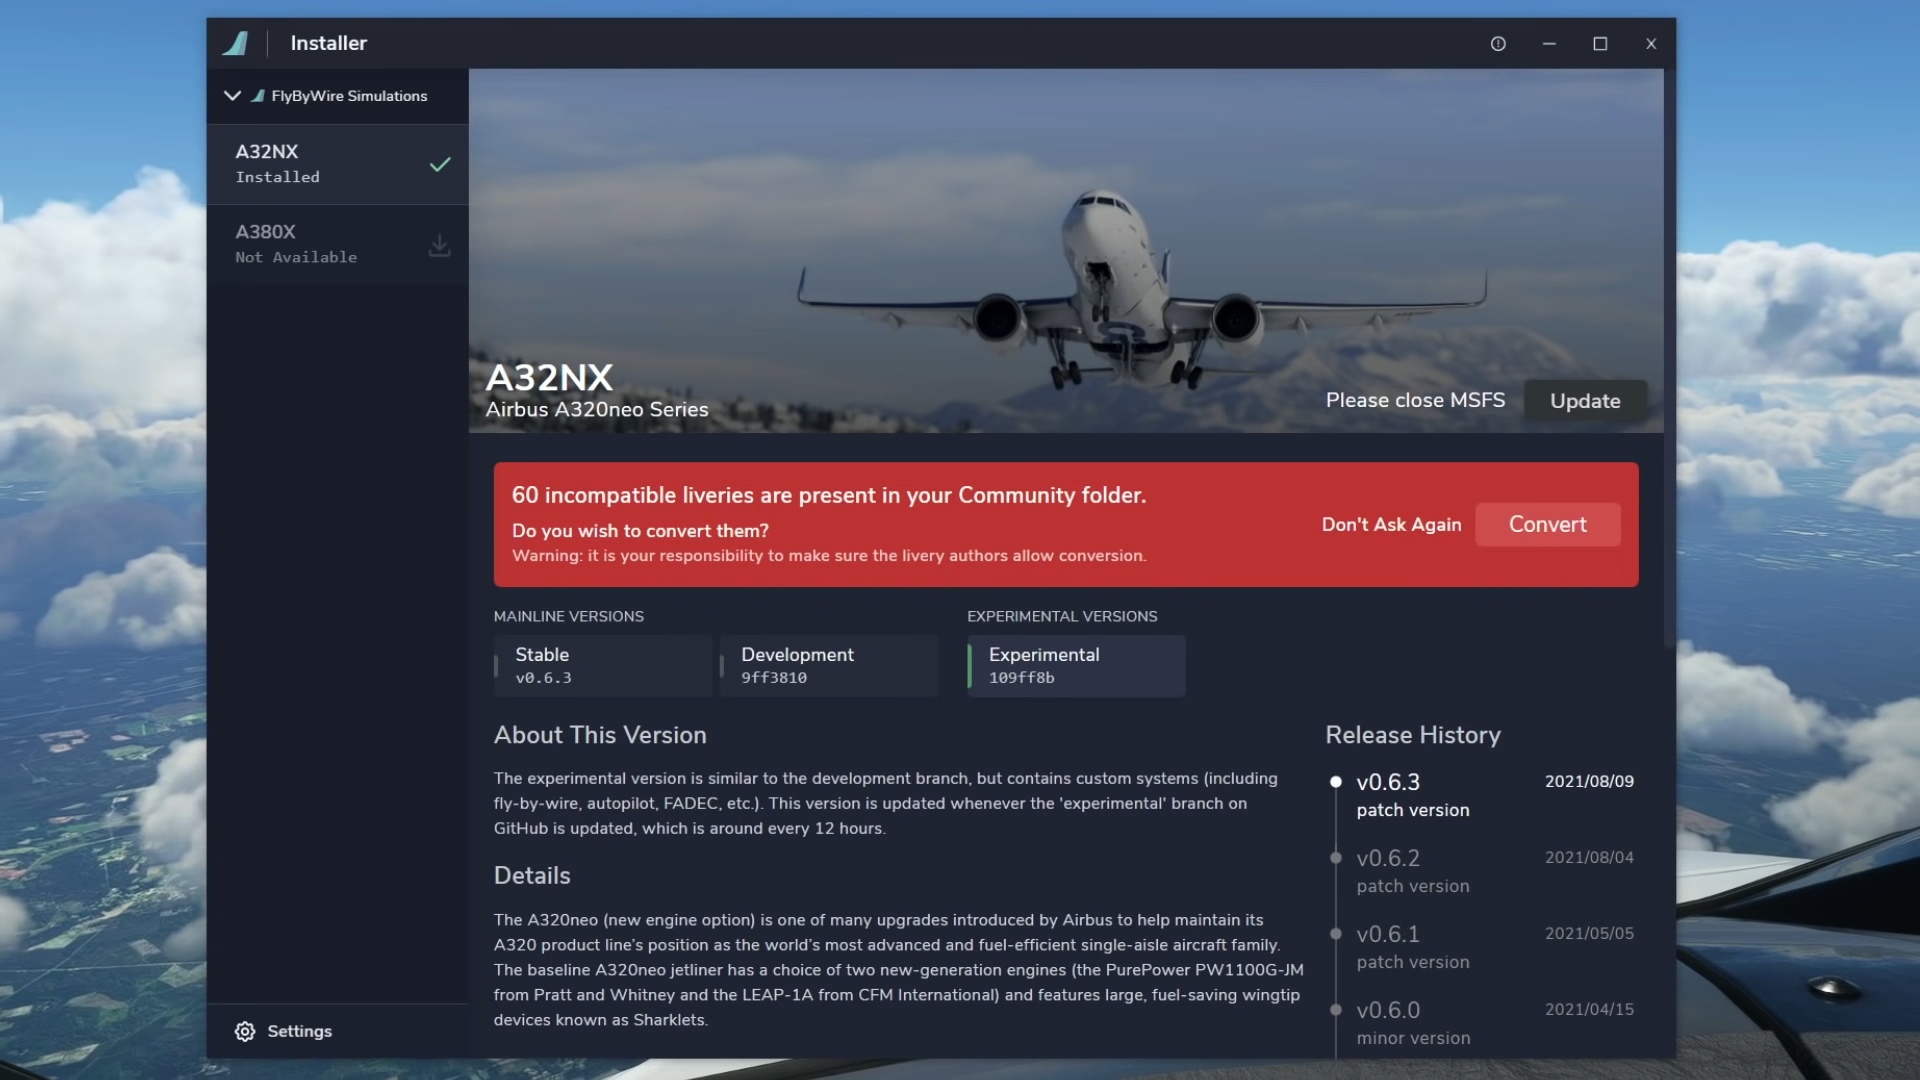 Installer
FlyByWire Simulations
A32NX
Installed
A380X
Not Available
Settings
A32NX
Airbus A320neo Series
Please close MSFS
Update
60 incompatible liveries are present in your Community folder.
Do you wish to convert them?
Warning: it is your responsibility to make sure the livery authors allow conversion.
Don't Ask Again
Convert
MAINLINE VERSIONS
Stable
v0.6.3
Development
9ff3810
EXPERIMENTAL VERSIONS
Experimental
109ff8b
About This Version
The experimental version is similar to the development branch, but contains custom systems (including
fly-by-wire, autopilot, FADEC, etc.). This version is updated whenever the 'experimental' branch on
GitHub is updated, which is around every 12 hours.
Details
The A320neo (new engine option) is one of many upgrades introduced by Airbus to help maintain its
A320 product line’s position as the world’s most advanced and fuel-efficient single-aisle aircraft family.
The baseline A320neo jetliner has a choice of two new-generation engines (the PurePower PW1100G-JM
from Pratt and Whitney and the LEAP-1A from CFM International) and features large, fuel-saving wingtip
devices known as Sharklets.
Release History
v0.6.3 2021/08/09
patch version
v0.6.2 2021/08/04
patch version
v0.6.1 2021/05/05
patch version
v0.6.0 2021/04/15
minor version